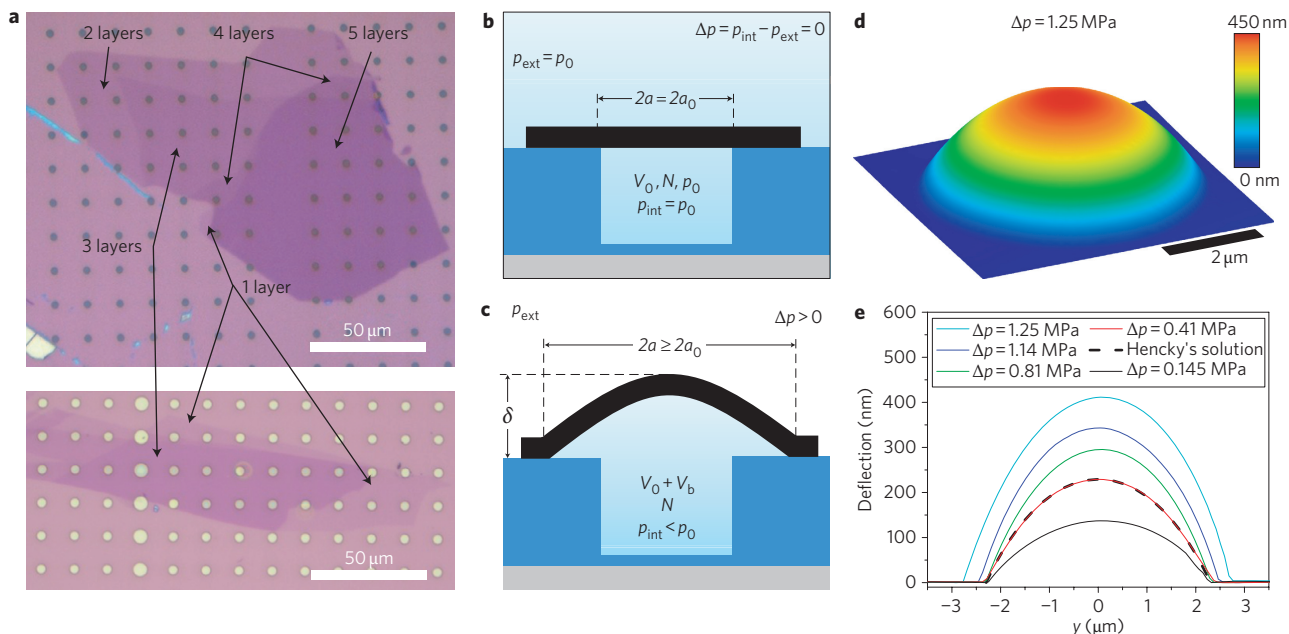 a
2 layers
4 layers
5 layers
3 layers
1 layer
50 μm
50 μm
b
Δp = p_int − p_ext = 0
p_ext = p_0
2a = 2a_0
V_0, N, p_0
p_int = p_0
c
p_ext
Δp > 0
2a ≥ 2a_0
δ
V_0 + V_b
N
p_int < p_0
d
Δp = 1.25 MPa
450 nm
0 nm
2 μm
e
600
500
400
300
200
100
0
Deflection (nm)
Δp = 1.25 MPa
Δp = 1.14 MPa
Δp = 0.81 MPa
Δp = 0.41 MPa
Hencky's solution
Δp = 0.145 MPa
−3 −2 −1 0 1 2 3
y (μm)